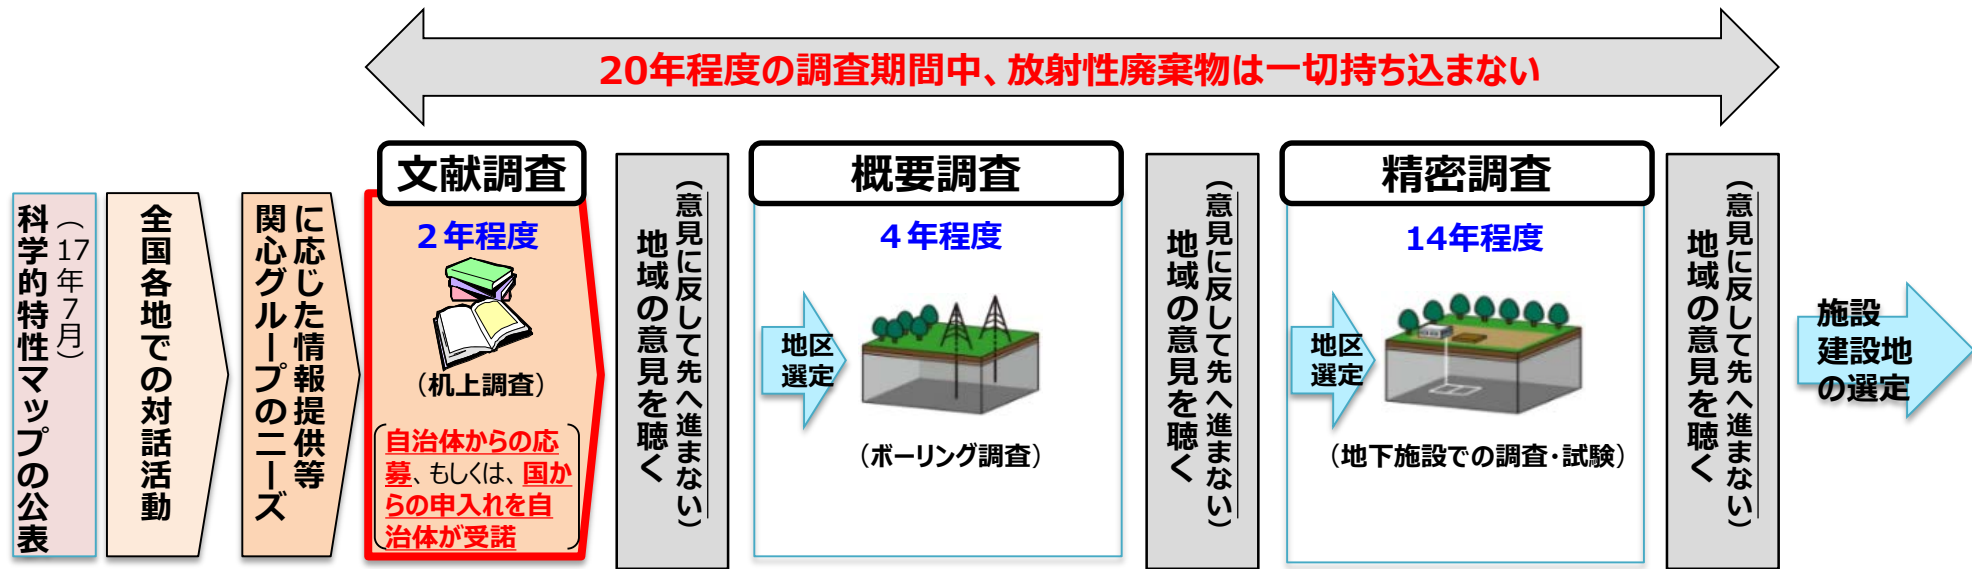 20年程度の調査期間中、放射性廃棄物は一切持ち込まない
科学的特性マップの公表
（17年7月）
全国各地での対話活動
関心グループのニーズ
に応じた情報提供等
文献調査
２年程度
（机上調査）
自治体からの応
募、もしくは、国か
らの申入れを自
治体が受諾
地域の意見を聴く
（意見に反して先へ進まない）
概要調査
４年程度
地区
選定
（ボーリング調査）
地域の意見を聴く
（意見に反して先へ進まない）
精密調査
14年程度
地区
選定
（地下施設での調査・試験）
地域の意見を聴く
（意見に反して先へ進まない）
施設
建設地
の選定